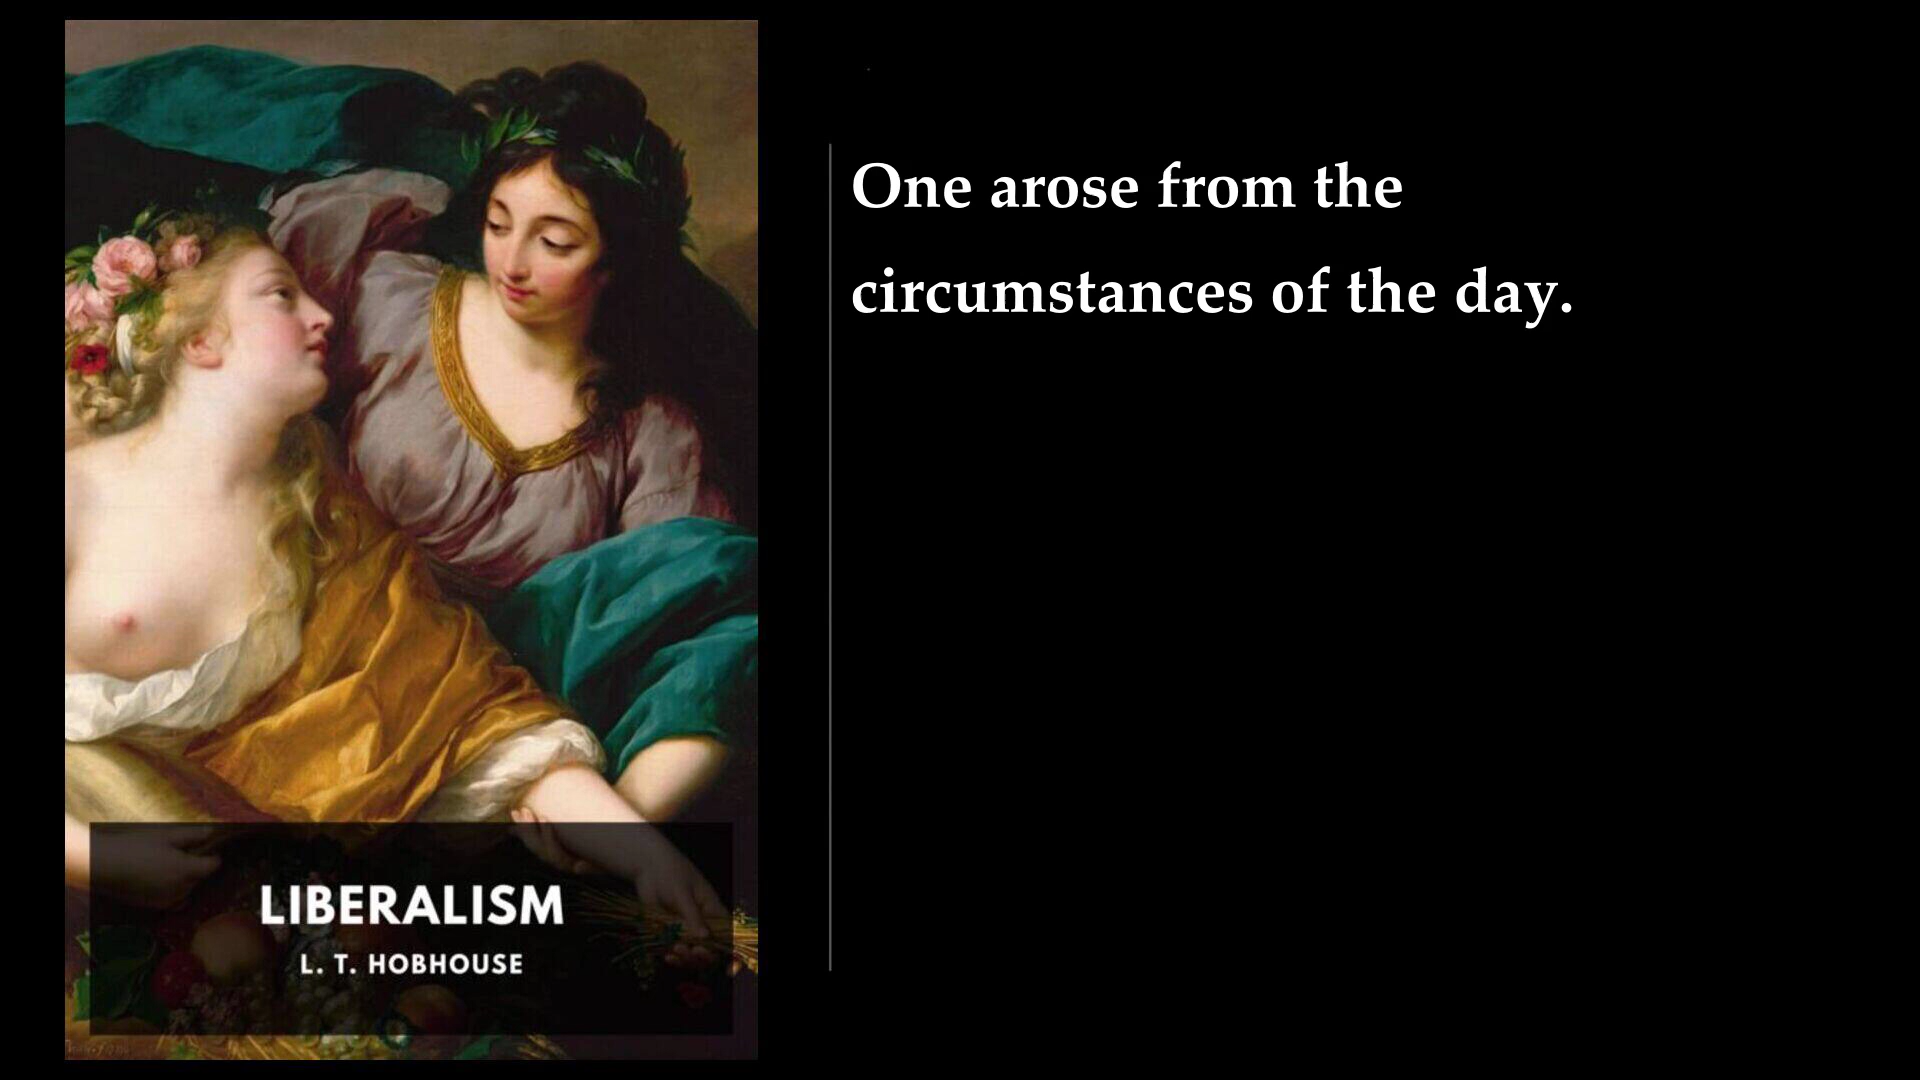 One arose from the
circumstances of the day.
LIBERALISM
L. T. HOBHOUSE